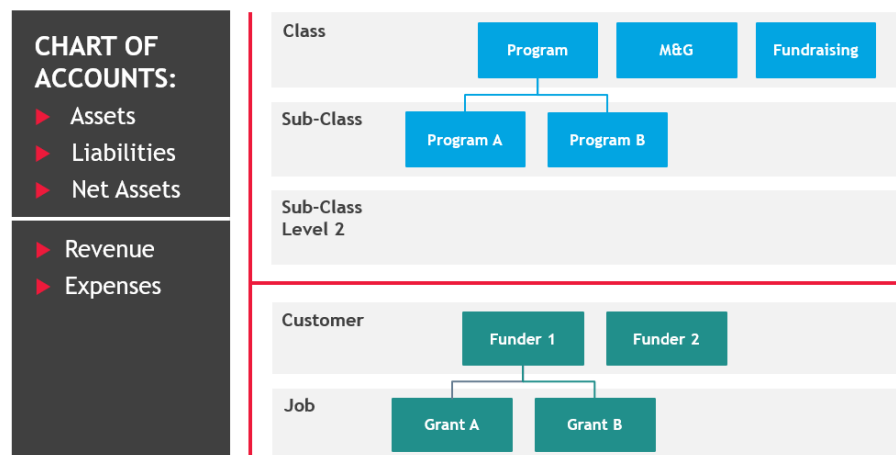 CHART OF
ACCOUNTS:
Assets
Liabilities
Net Assets
Revenue
Expenses
Class
Program
M&G
Fundraising
Sub-Class
Program A
Program B
Sub-Class
Level 2
Customer
Funder 1
Funder 2
Job
Grant A
Grant B